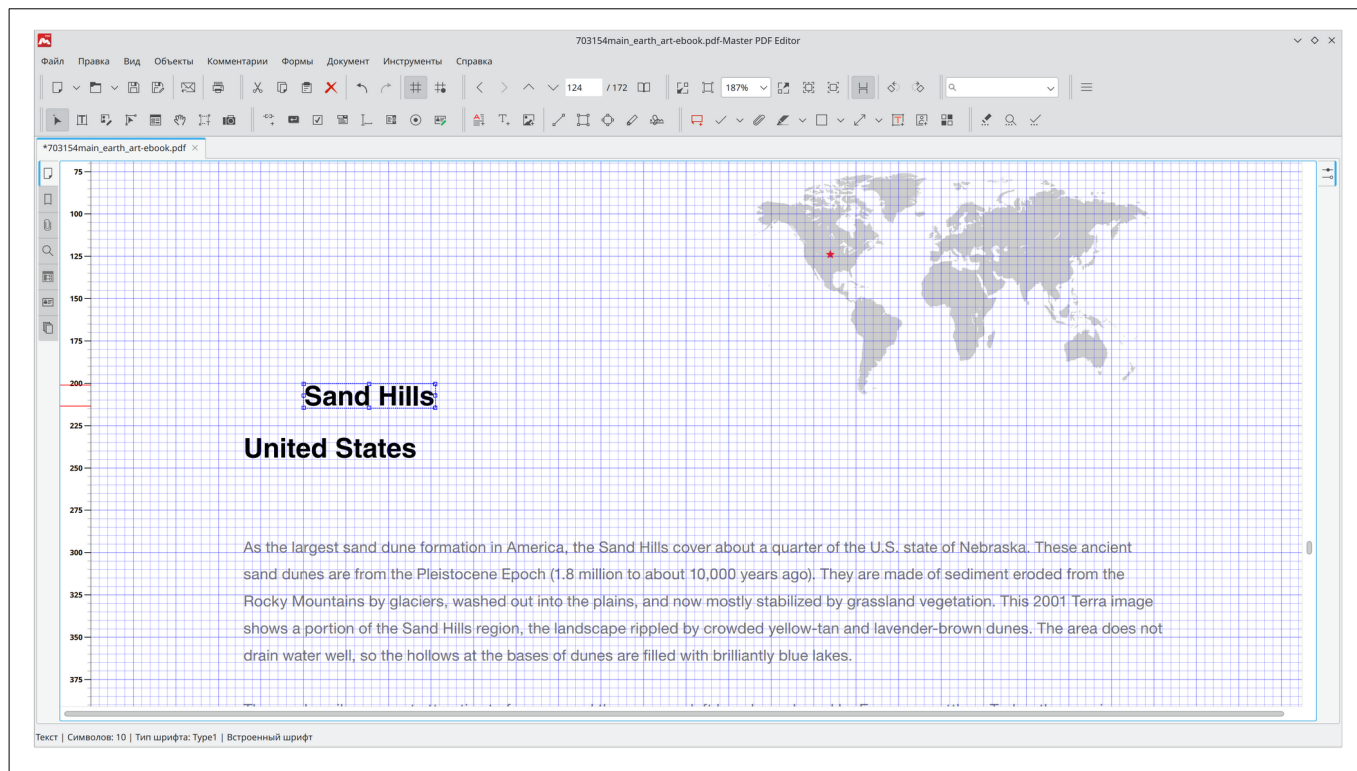 703154main_earth_art-ebook.pdf-Master PDF Editor
Файл Правка Вид Объекты Комментарии Формы Документ Инструменты Справка
124 / 172 187%
*703154main_earth_art-ebook.pdf
75
100
125
150
175
200
Sand Hills
225
United States
250
275
300
As the largest sand dune formation in America, the Sand Hills cover about a quarter of the U.S. state of Nebraska. These ancient
sand dunes are from the Pleistocene Epoch (1.8 million to about 10,000 years ago). They are made of sediment eroded from the
325
Rocky Mountains by glaciers, washed out into the plains, and now mostly stabilized by grassland vegetation. This 2001 Terra image
shows a portion of the Sand Hills region, the landscape rippled by crowded yellow-tan and lavender-brown dunes. The area does not
350
drain water well, so the hollows at the bases of dunes are filled with brilliantly blue lakes.
375
Текст | Символов: 10 | Тип шрифта: Type1 | Встроенный шрифт